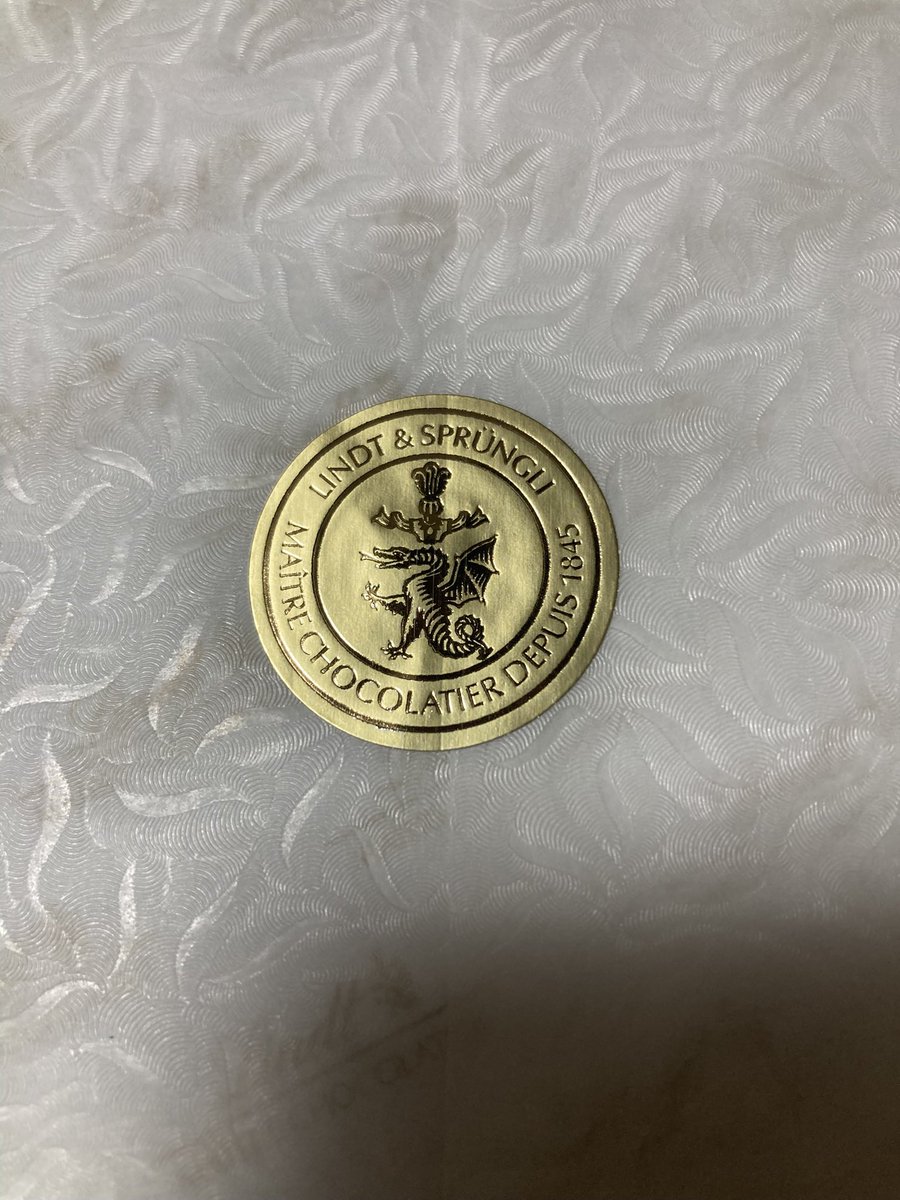 LINDT & SPRÜNGLI
MAÎTRE CHOCOLATIER DEPUIS 1845